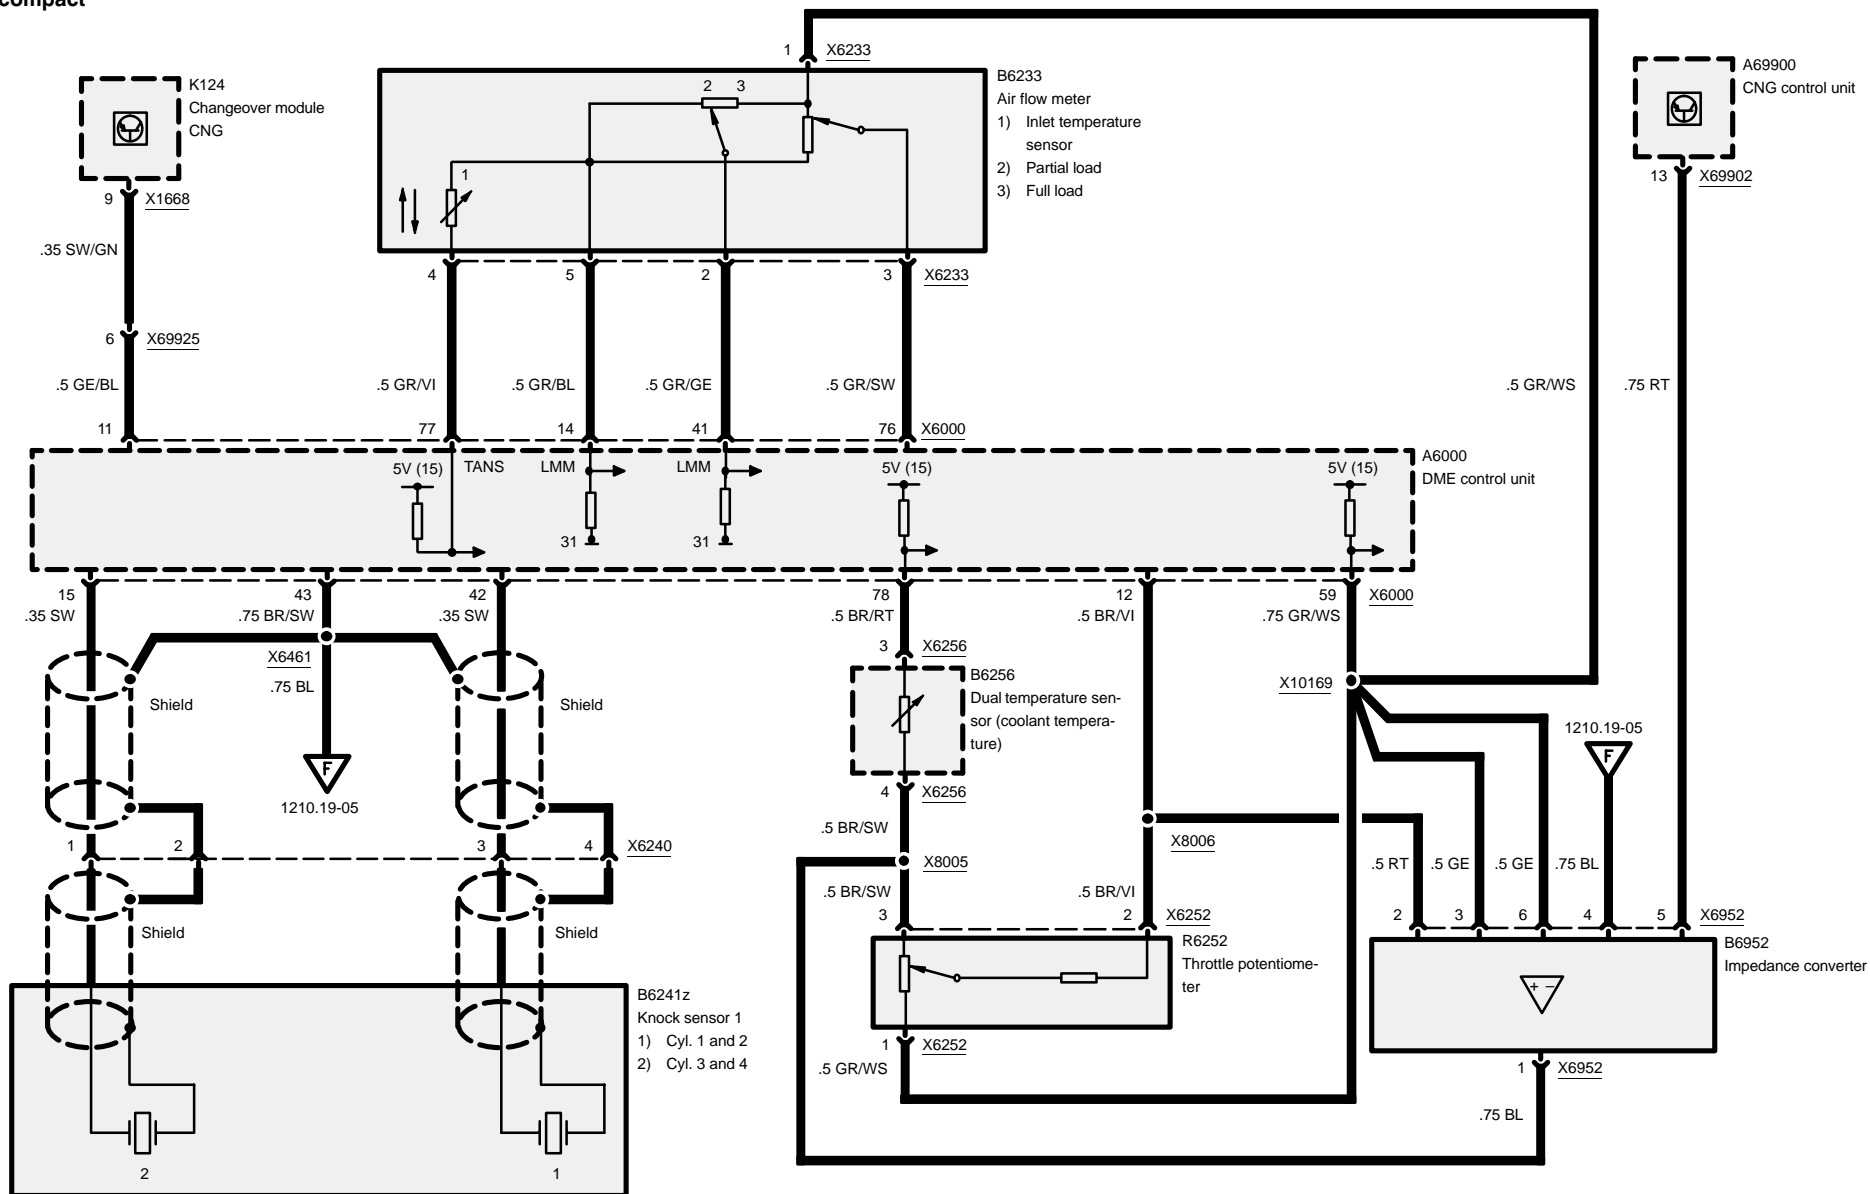 compact
1
X6233
K124
Changeover module
CNG
2
3
B6233
Air flow meter
1) Inlet temperature
sensor
2) Partial load
3) Full load
A69900
CNG control unit
1
9
X1668
13
X69902
.35 SW/GN
4
5
2
3
X6233
6
X69925
.5 GE/BL
.5 GR/VI
.5 GR/BL
.5 GR/GE
.5 GR/SW
.5 GR/WS
.75 RT
11
77
14
41
76
X6000
5V (15)
TANS
LMM
LMM
5V (15)
5V (15)
A6000
DME control unit
31
31
15
43
42
78
12
59
X6000
.35 SW
.75 BR/SW
.35 SW
.5 BR/RT
.5 BR/VI
.75 GR/WS
3
X6256
X6461
.75 BL
Shield
Shield
B6256
Dual temperature sen-
sor (coolant tempera-
ture)
X10169
1210.19-05
F
F
1210.19-05
4
X6256
.5 BR/SW
X8006
1
2
3
4
X6240
X8005
.5 RT
.5 GE
.5 GE
.75 BL
.5 BR/SW
.5 BR/VI
3
2
X6252
2
3
6
4
5
X6952
Shield
Shield
R6252
Throttle potentiome-
ter
B6952
Impedance converter
+ −
B6241z
Knock sensor 1
1) Cyl. 1 and 2
2) Cyl. 3 and 4
1
X6252
.5 GR/WS
1
X6952
.75 BL
2
1